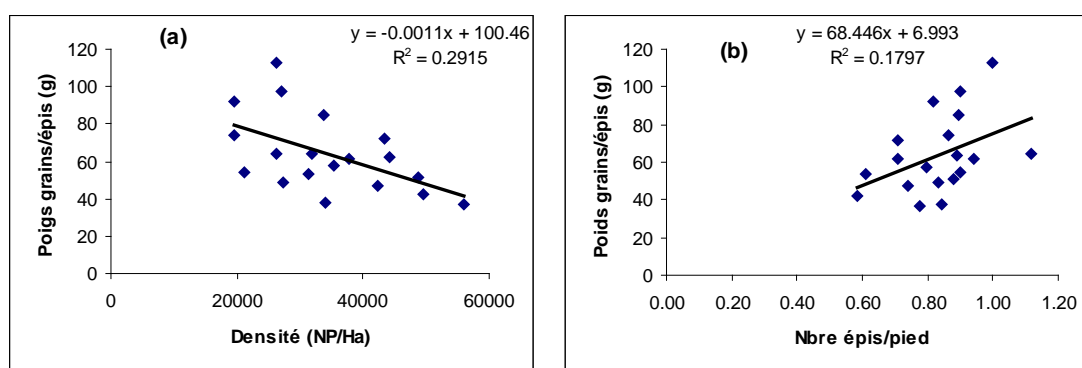 (a)
y = -0.0011x + 100.46
R² = 0.2915
Poigs grains/épis (g)
120
100
80
60
40
20
0
0 20000 40000 60000
Densité (NP/Ha)
(b)
y = 68.446x + 6.993
R² = 0.1797
Poids grains/épis (g)
120
100
80
60
40
20
0
0.00 0.20 0.40 0.60 0.80 1.00 1.20
Nbre épis/pied